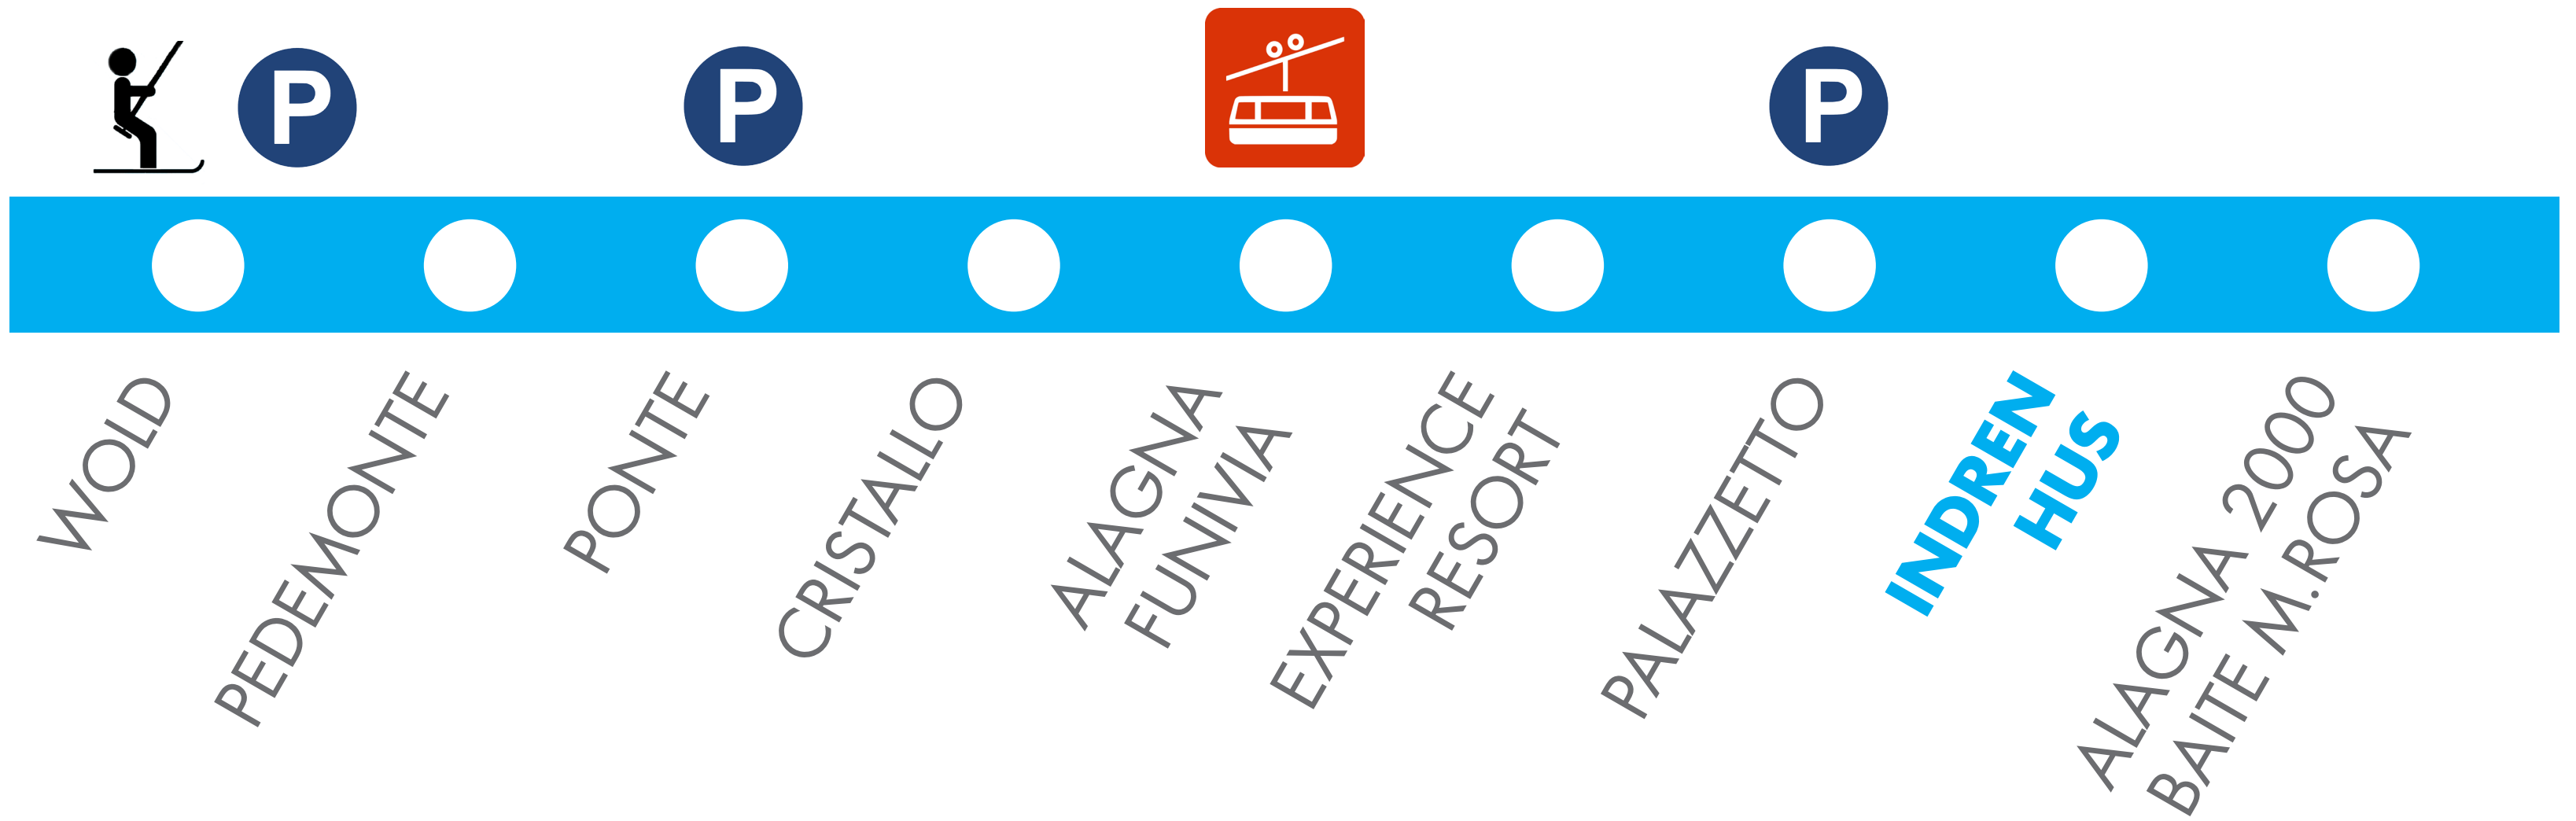 P
P
P
WOLD
PEDEMONTE
PONTE
CRISTALLO
ALAGNA
FUNIVIA
EXPERIENCE
RESORT
PALAZZETTO
INDREN
HUS
ALAGNA 2000
BAITE M.ROSA